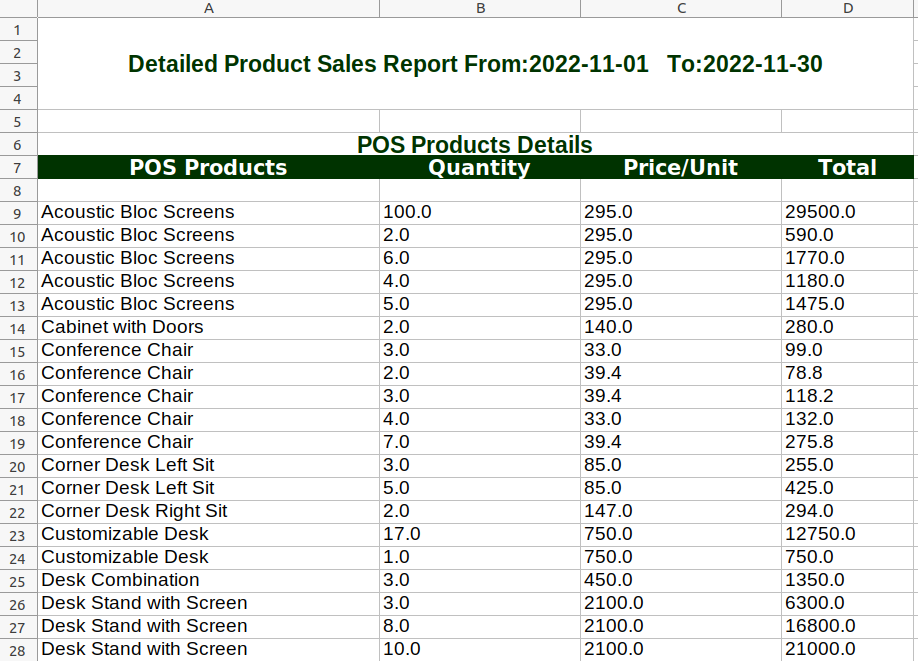 A B C D
1
2
Detailed Product Sales Report From:2022-11-01   To:2022-11-30
3
4
5
6 POS Products Details
7 POS Products Quantity Price/Unit Total
8
9 Acoustic Bloc Screens 100.0 295.0 29500.0
10 Acoustic Bloc Screens 2.0 295.0 590.0
11 Acoustic Bloc Screens 6.0 295.0 1770.0
12 Acoustic Bloc Screens 4.0 295.0 1180.0
13 Acoustic Bloc Screens 5.0 295.0 1475.0
14 Cabinet with Doors 2.0 140.0 280.0
15 Conference Chair 3.0 33.0 99.0
16 Conference Chair 2.0 39.4 78.8
17 Conference Chair 3.0 39.4 118.2
18 Conference Chair 4.0 33.0 132.0
19 Conference Chair 7.0 39.4 275.8
20 Corner Desk Left Sit 3.0 85.0 255.0
21 Corner Desk Left Sit 5.0 85.0 425.0
22 Corner Desk Right Sit 2.0 147.0 294.0
23 Customizable Desk 17.0 750.0 12750.0
24 Customizable Desk 1.0 750.0 750.0
25 Desk Combination 3.0 450.0 1350.0
26 Desk Stand with Screen 3.0 2100.0 6300.0
27 Desk Stand with Screen 8.0 2100.0 16800.0
28 Desk Stand with Screen 10.0 2100.0 21000.0